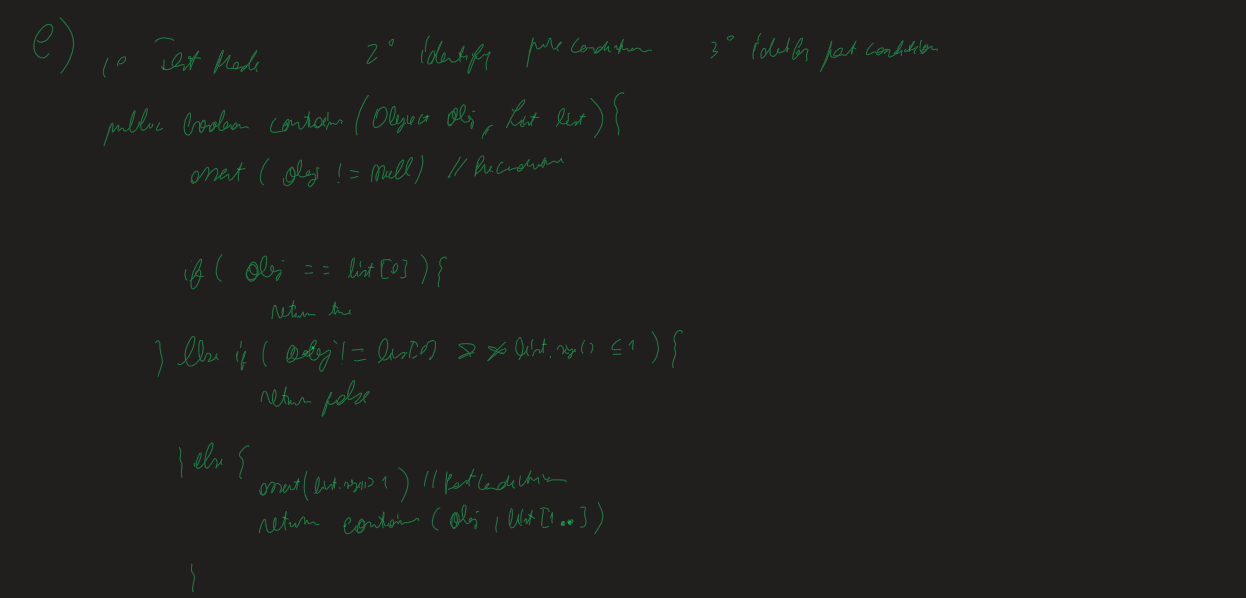 e) 1° Test Mode 2° identify pre condition 3° identify post condition
public boolean contains (Object Obj, List list) {
assert ( Obj != null) // Precondition
if ( Obj == list[0] ) {
return true
} else if ( Obj != list[0] && list.size() ≤ 1 ) {
return false
} else {
assert(list.size()> 1 ) // Post Condition
return contains ( Obj , list [1..] )
}